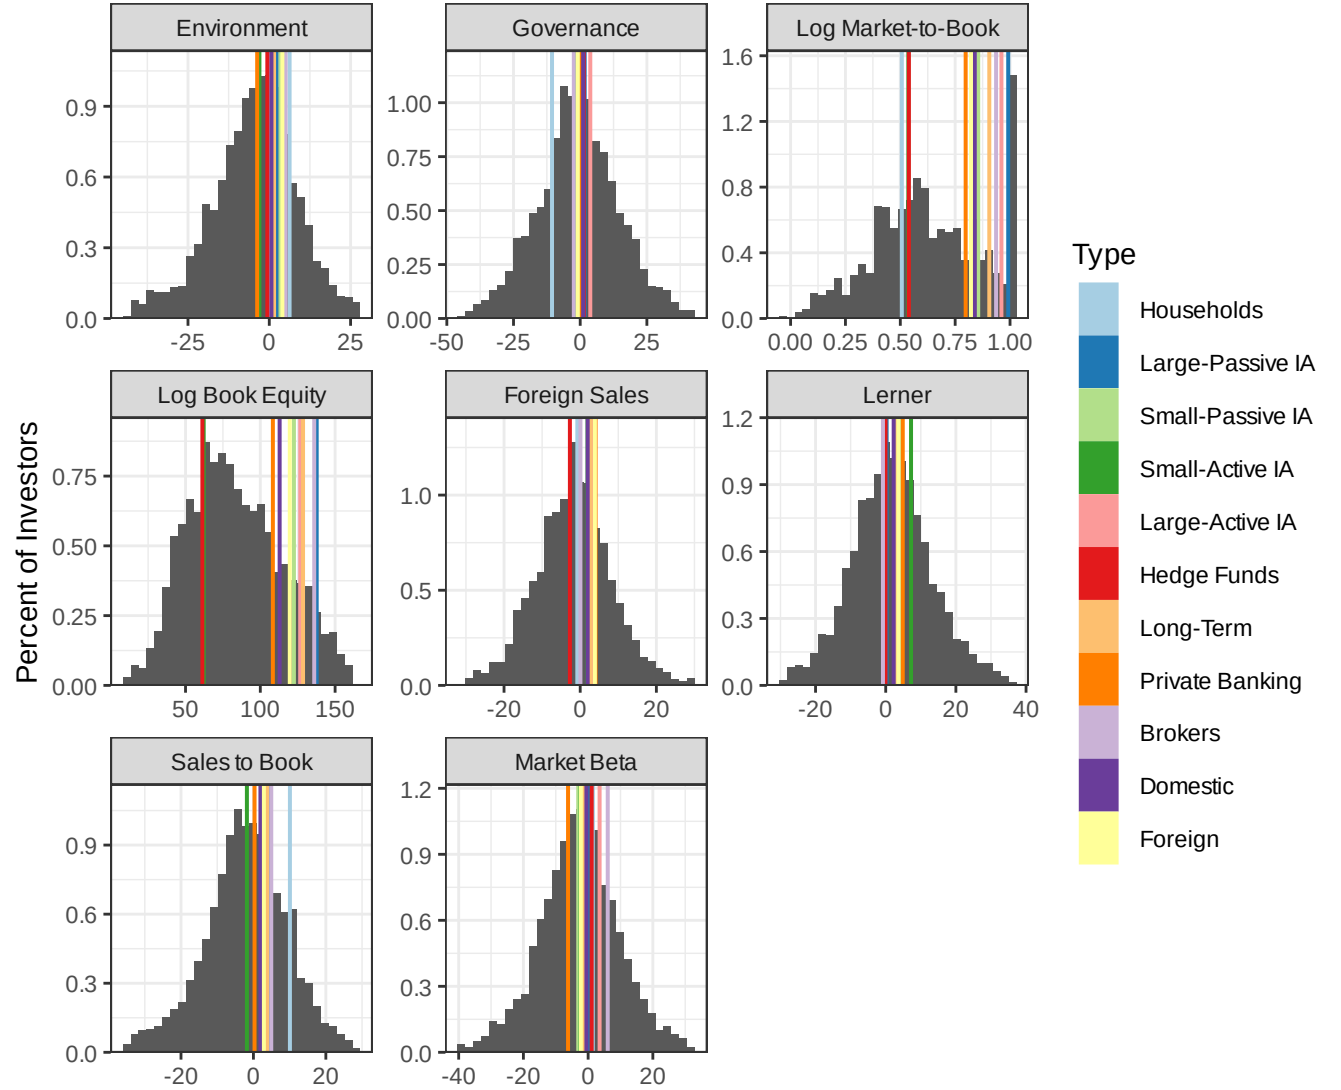 Environment
Governance
Log Market-to-Book
0.9
0.6
0.3
0.0
-25 0 25
1.00
0.75
0.50
0.25
0.00
-50 -25 0 25
1.6
1.2
0.8
0.4
0.0
0.00 0.25 0.50 0.75 1.00
Log Book Equity
Foreign Sales
Lerner
Percent of Investors
0.75
0.50
0.25
0.00
50 100 150
1.0
0.5
0.0
-20 0 20
1.2
0.9
0.6
0.3
0.0
-20 0 20 40
Sales to Book
Market Beta
0.9
0.6
0.3
0.0
-20 0 20
1.2
0.9
0.6
0.3
0.0
-40 -20 0 20
Type
Households
Large-Passive IA
Small-Passive IA
Small-Active IA
Large-Active IA
Hedge Funds
Long-Term
Private Banking
Brokers
Domestic
Foreign